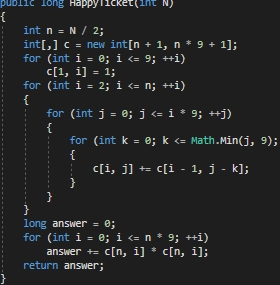 public long HappyTicket(int N)
{
int n = N / 2;
int[,] c = new int[n + 1, n * 9 + 1];
for (int i = 0; i <= 9; ++i)
c[1, i] = 1;
for (int i = 2; i <= n; ++i)
{
for (int j = 0; j <= i * 9; ++j)
{
for (int k = 0; k <= Math.Min(j, 9);
{
c[i, j] += c[i - 1, j - k];
}
}
}
long answer = 0;
for (int i = 0; i <= n * 9; ++i)
answer += c[n, i] * c[n, i];
return answer;
}